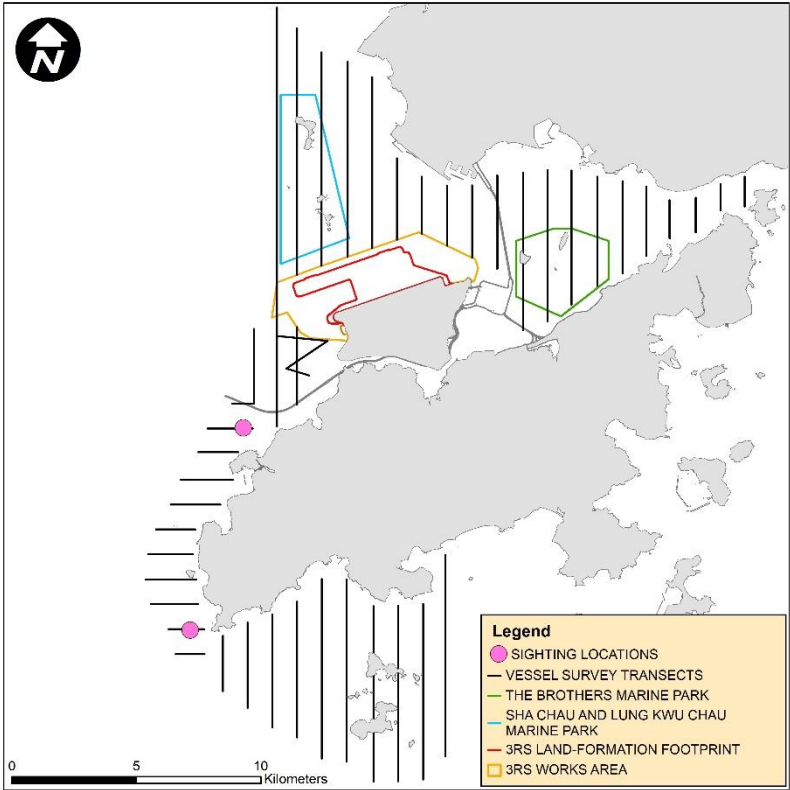 N
Legend
SIGHTING LOCATIONS
VESSEL SURVEY TRANSECTS
THE BROTHERS MARINE PARK
SHA CHAU AND LUNG KWU CHAU
MARINE PARK
3RS LAND-FORMATION FOOTPRINT
3RS WORKS AREA
0 5 10
Kilometers